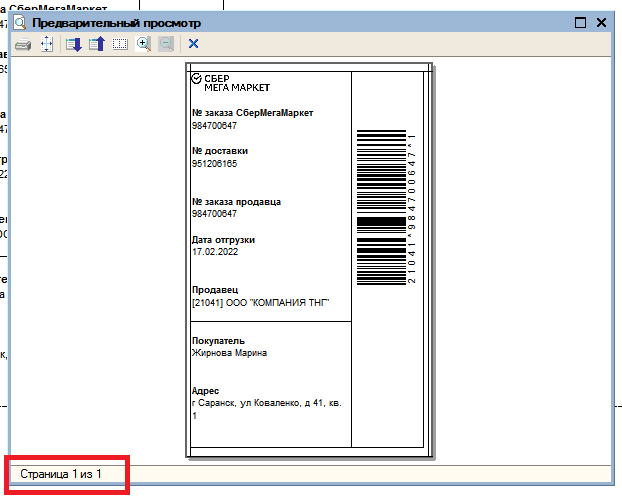 СберМегаМаркет
Предварительный просмотр
СБЕР
МЕГА МАРКЕТ
№ заказа СберМегаМаркет
984700647
№ доставки
951206165
№ заказа продавца
984700647
Дата отгрузки
17.02.2022
Продавец
[21041] ООО "КОМПАНИЯ ТНГ"
Покупатель
Жирнова Марина
Адрес
г Саранск, ул Коваленко, д 41, кв.
1
21041*984700647*1
Страница 1 из 1